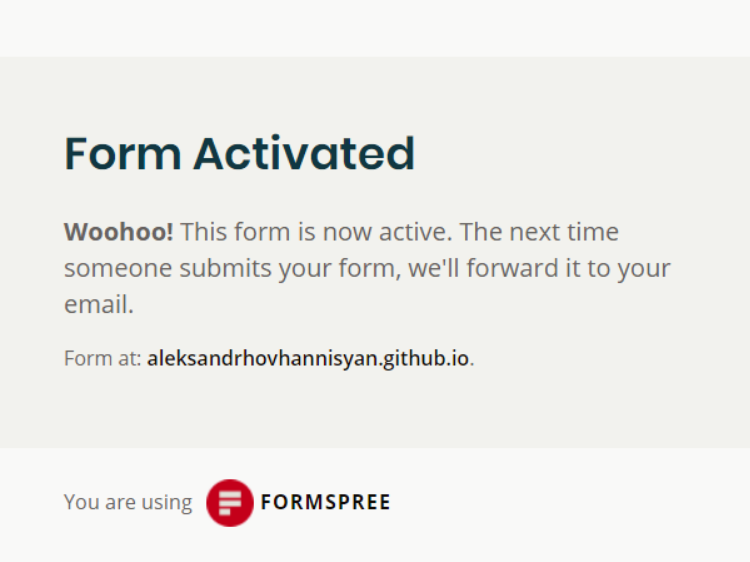 Form Activated
Woohoo! This form is now active. The next time
someone submits your form, we'll forward it to your
email.
Form at: aleksandrhovhannisyan.github.io.
You are using FORMSPREE